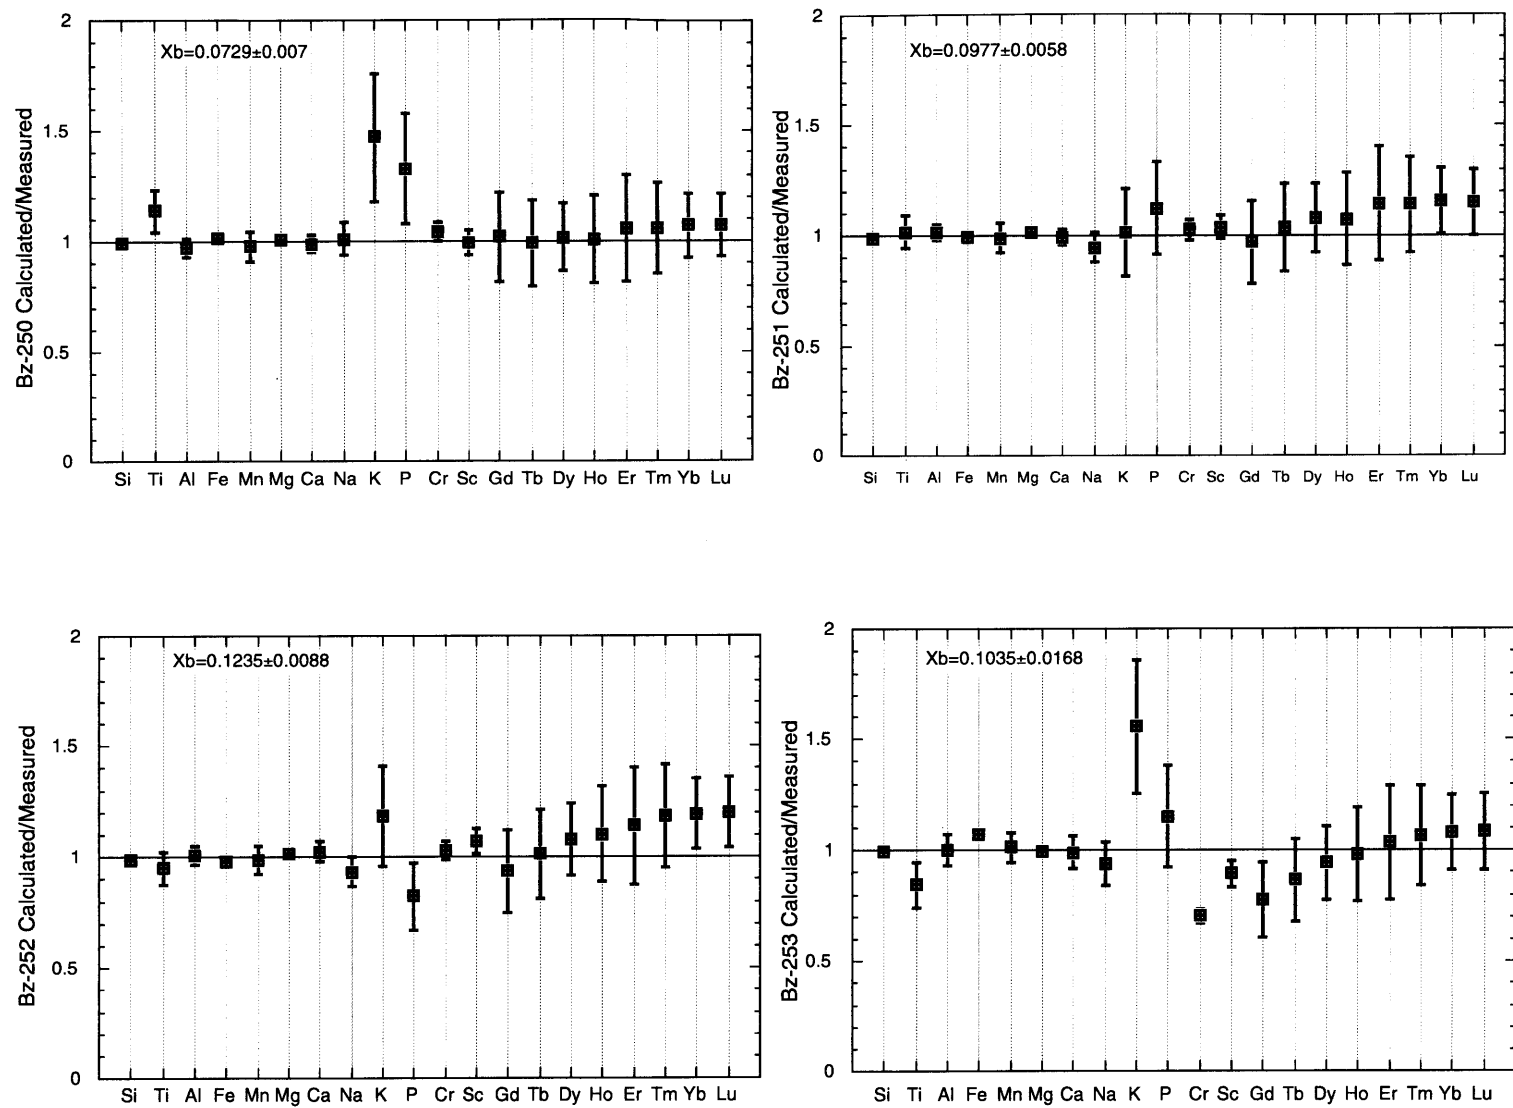 2
Xb=0.0729±0.007
1.5
1
0.5
0
Bz-250 Calculated/Measured
Si Ti Al Fe Mn Mg Ca Na K P Cr Sc Gd Tb Dy Ho Er Tm Yb Lu
2
Xb=0.0977±0.0058
1.5
1
0.5
0
Bz-251 Calculated/Measured
Si Ti Al Fe Mn Mg Ca Na K P Cr Sc Gd Tb Dy Ho Er Tm Yb Lu
2
Xb=0.1235±0.0088
1.5
1
0.5
0
Bz-252 Calculated/Measured
Si Ti Al Fe Mn Mg Ca Na K P Cr Sc Gd Tb Dy Ho Er Tm Yb Lu
2
Xb=0.1035±0.0168
1.5
1
0.5
0
Bz-253 Calculated/Measured
Si Ti Al Fe Mn Mg Ca Na K P Cr Sc Gd Tb Dy Ho Er Tm Yb Lu